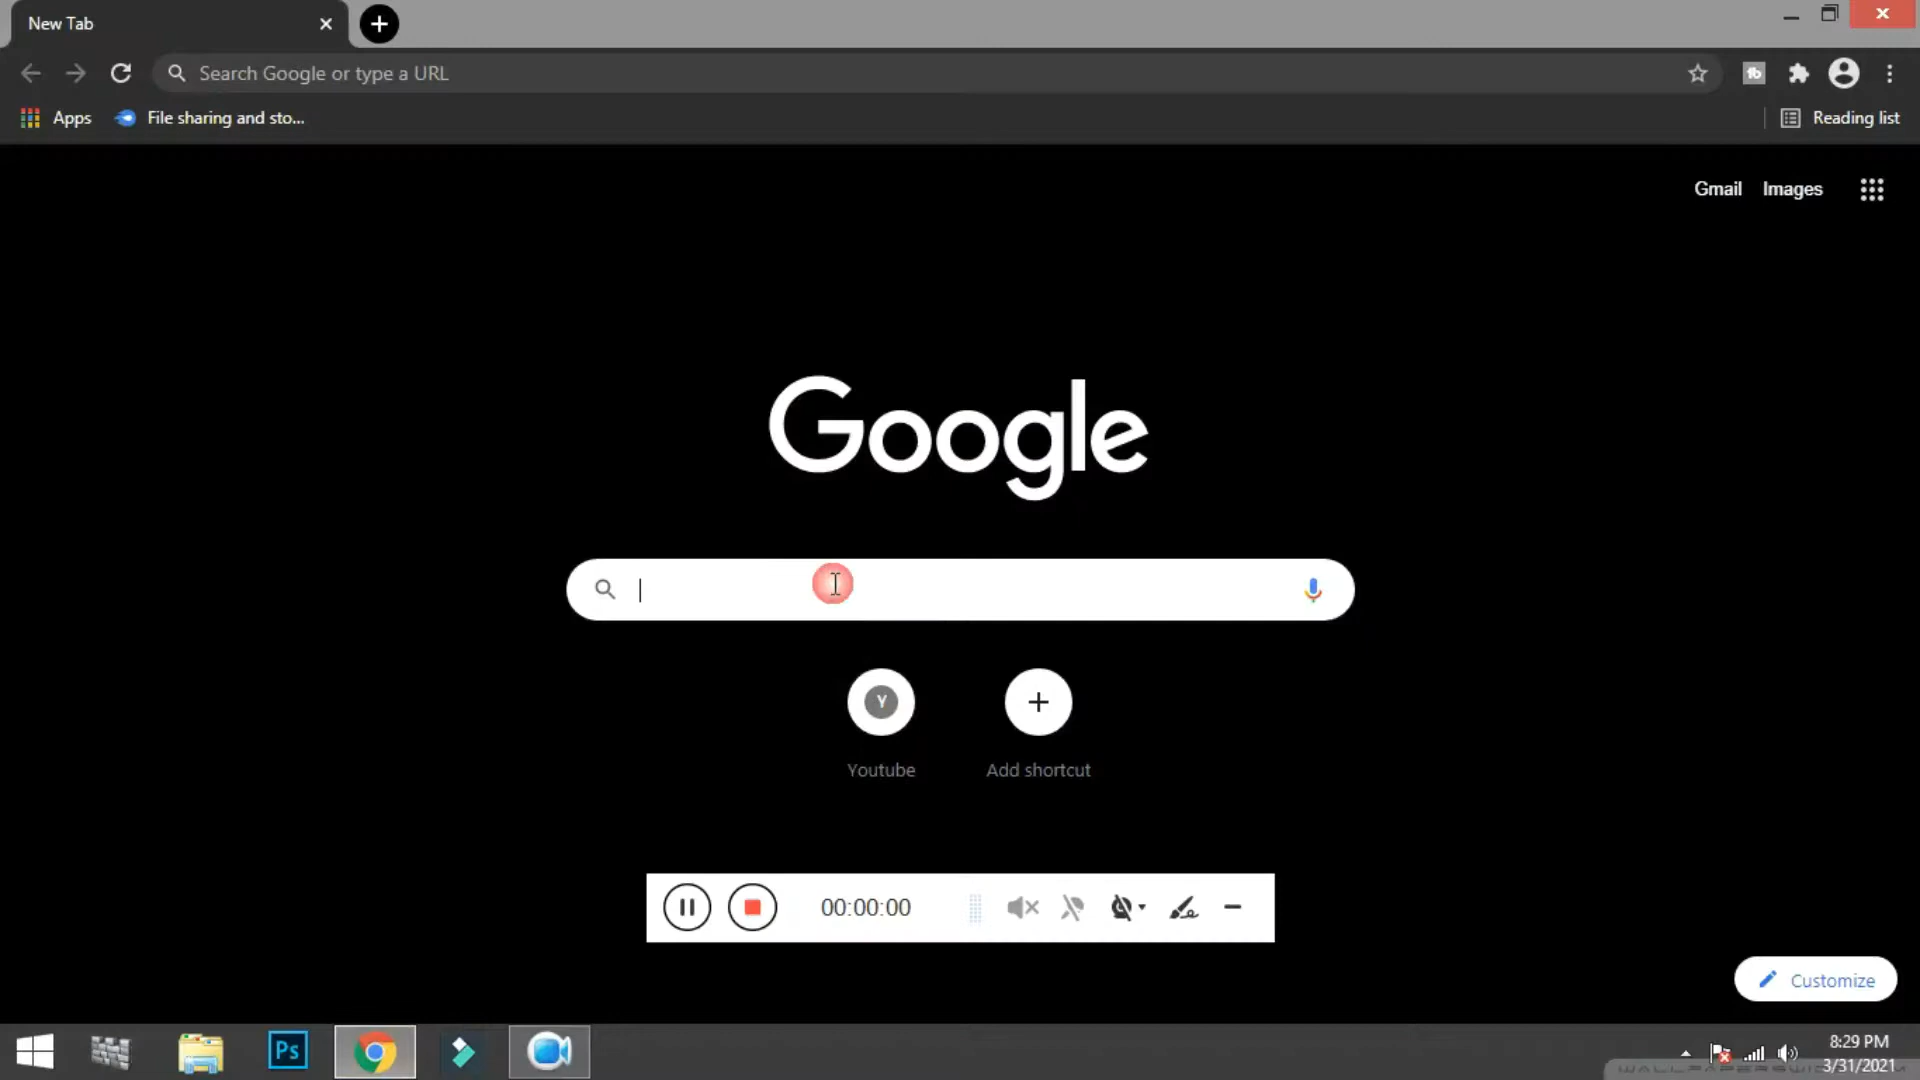 New Tab
Search Google or type a URL
Apps
File sharing and sto...
Reading list
Gmail
Images
Google
Y
Youtube
Add shortcut
00:00:00
Customize
Ps
8:29 PM
3/31/2021